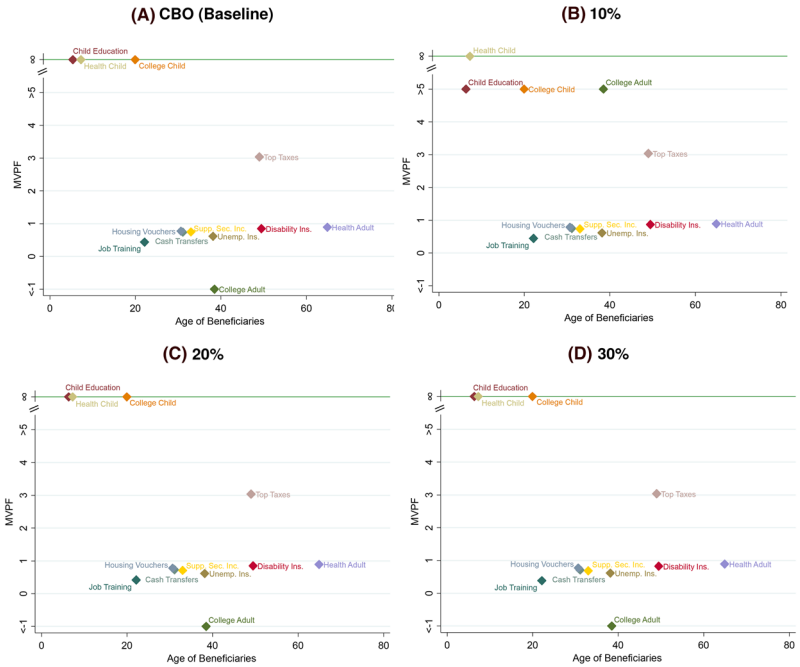 (A) CBO (Baseline)
∞
Child Education
Health Child
College Child
>5
4
3
2
1
0
<-1
MVPF
Top Taxes
Housing Vouchers
Supp. Sec. Inc.
Disability Ins.
Health Adult
Cash Transfers
Unemp. Ins.
Job Training
College Adult
0
20
40
60
80
Age of Beneficiaries
(B) 10%
∞
Health Child
Child Education
College Child
College Adult
>5
4
3
2
1
0
<-1
MVPF
Top Taxes
Housing Vouchers
Supp. Sec. Inc.
Disability Ins.
Health Adult
Cash Transfers
Unemp. Ins.
Job Training
0
20
40
60
80
Age of Beneficiaries
(C) 20%
∞
Child Education
Health Child
College Child
>5
4
3
2
1
0
<-1
MVPF
Top Taxes
Housing Vouchers
Supp. Sec. Inc.
Disability Ins.
Health Adult
Cash Transfers
Unemp. Ins.
Job Training
College Adult
0
20
40
60
80
Age of Beneficiaries
(D) 30%
∞
Child Education
Health Child
College Child
>5
4
3
2
1
0
<-1
MVPF
Top Taxes
Housing Vouchers
Supp. Sec. Inc.
Disability Ins.
Health Adult
Cash Transfers
Unemp. Ins.
Job Training
College Adult
0
20
40
60
80
Age of Beneficiaries